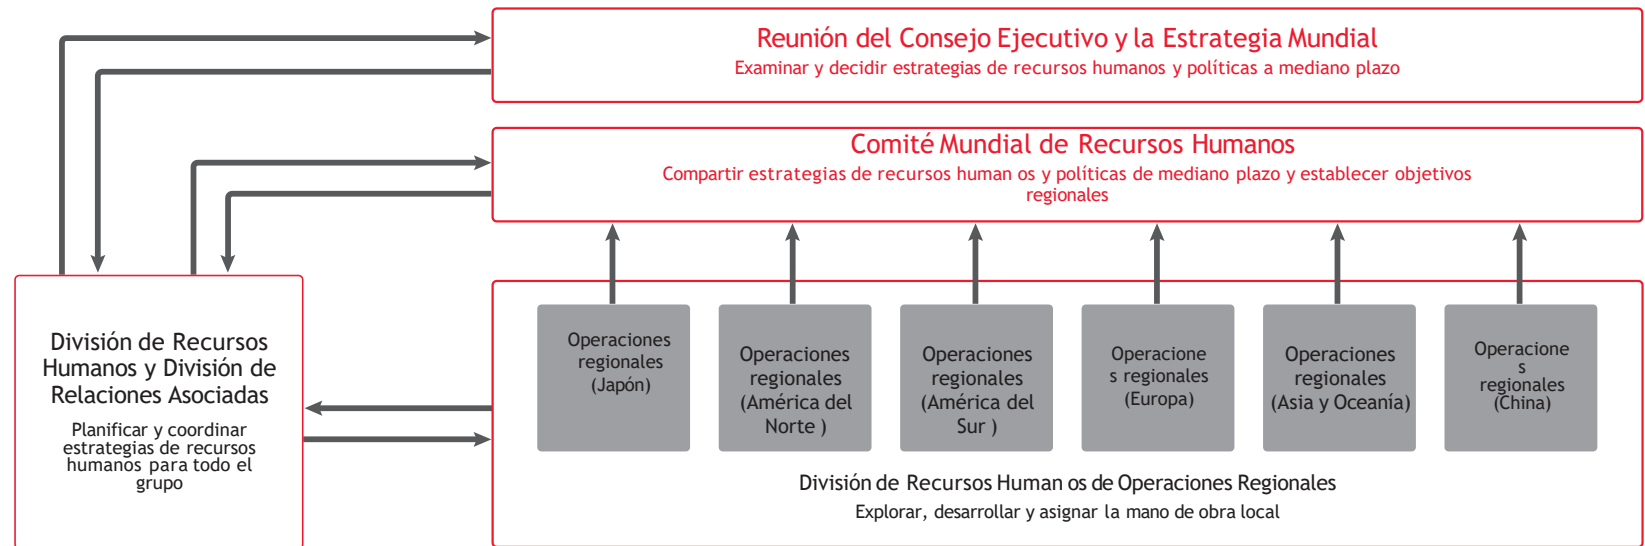 Reunión del Consejo Ejecutivo y la Estrategia Mundial
Examinar y decidir estrategias de recursos humanos y políticas a mediano plazo
Comité Mundial de Recursos Humanos
Compartir estrategias de recursos human os y políticas de mediano plazo y establecer objetivos
regionales
División de Recursos
Humanos y División de
Relaciones Asociadas
Planificar y coordinar
estrategias de recursos
humanos para todo el
grupo
Operaciones
regionales
(Japón)
Operaciones
regionales
(América del
Norte )
Operaciones
regionales
(América del
Sur )
Operacione
s regionales
(Europa)
Operaciones
regionales
(Asia y Oceanía)
Operacione
s
regionales
(China)
División de Recursos Human os de Operaciones Regionales
Explorar, desarrollar y asignar la mano de obra local